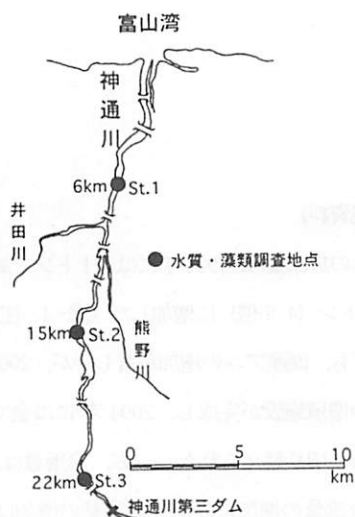 富山湾
神通川
6km St.1
井田川
水質・藻類調査地点
15km St.2
熊野川
0 5 10
km
22km St.3
神通川第三ダム